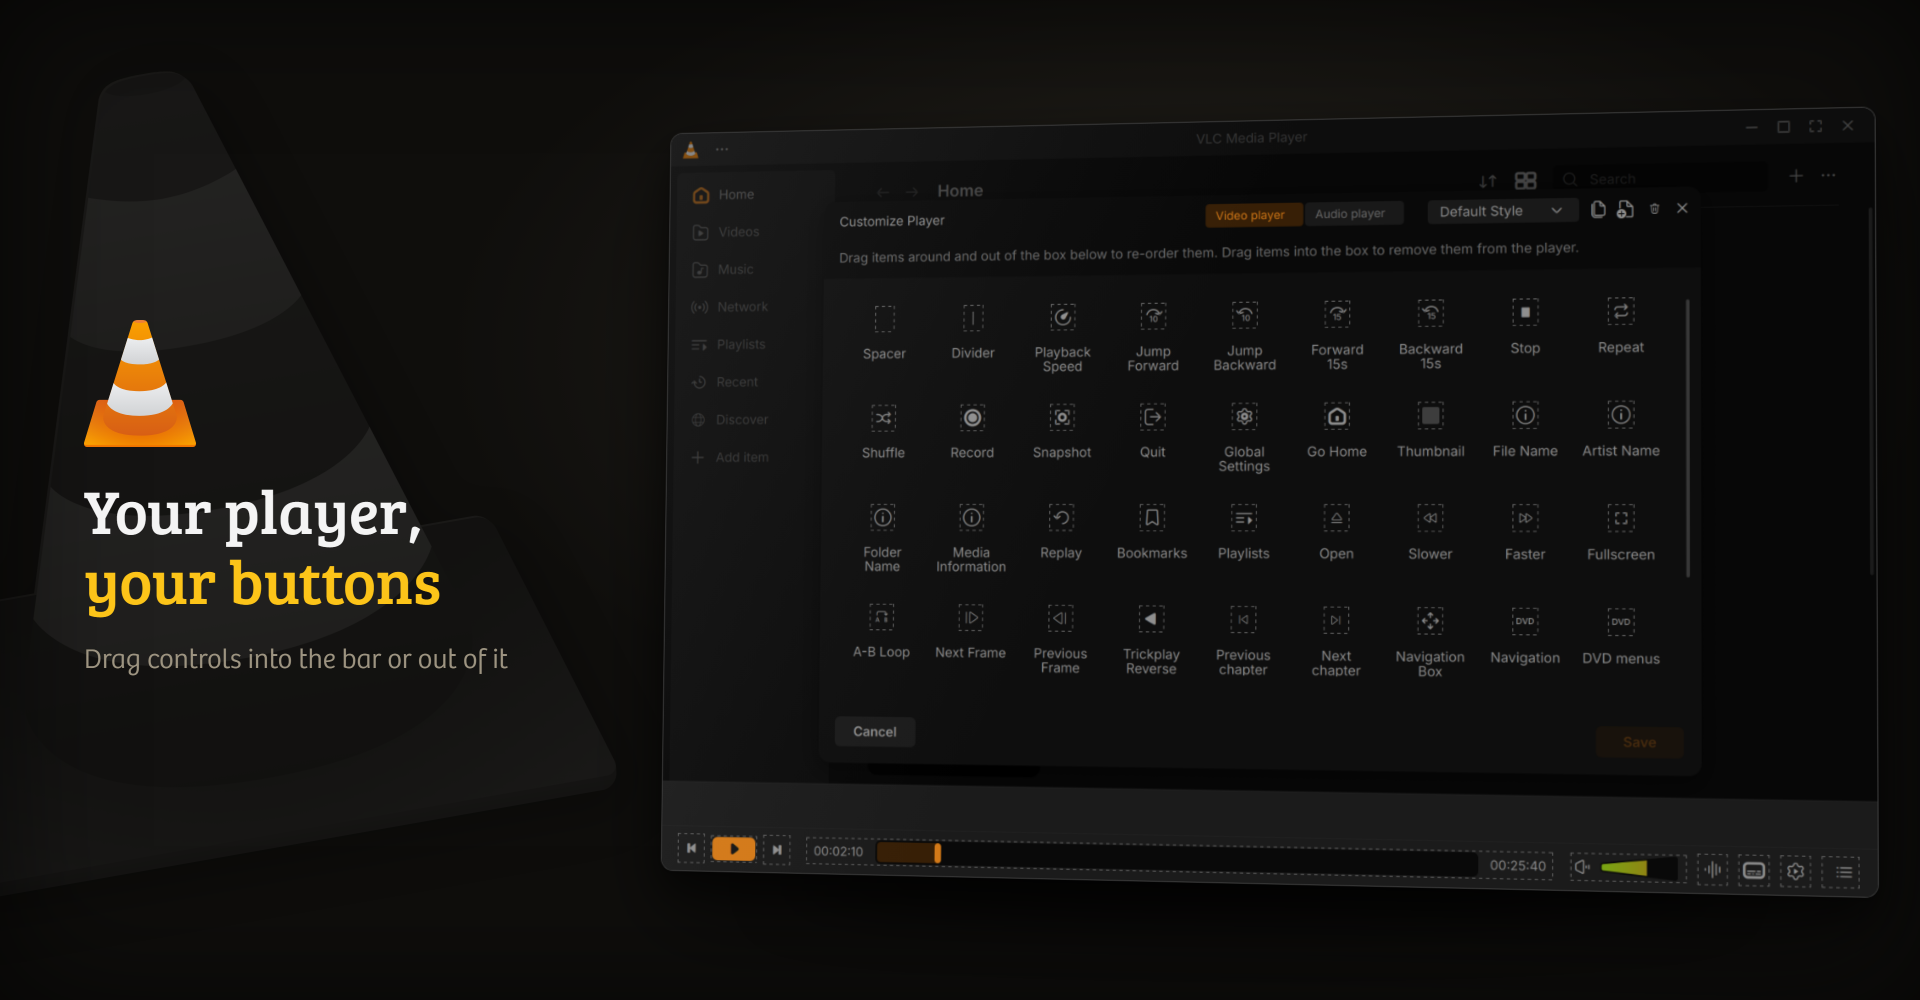 Your player,
your buttons
Drag controls into the bar or out of it
VLC Media Player
Home
Videos
Music
Network
Playlists
Recent
Discover
Add item
Home
Search
Customize Player
Video player
Audio player
Default Style
Drag items around and out of the box below to re-order them. Drag items into the box to remove them from the player.
Spacer
Divider
Playback
Speed
10
Jump
Forward
10
Jump
Backward
15
Forward
15s
15
Backward
15s
Stop
Repeat
Shuffle
Record
Snapshot
Quit
Global
Settings
Go Home
Thumbnail
File Name
Artist Name
Folder
Name
Media
Information
Replay
Bookmarks
Playlists
Open
Slower
Faster
Fullscreen
A B
A-B Loop
Next Frame
Previous
Frame
Trickplay
Reverse
Previous
chapter
Next
chapter
Navigation
Box
DVD
Navigation
DVD
DVD menus
Cancel
Save
00:02:10
00:25:40